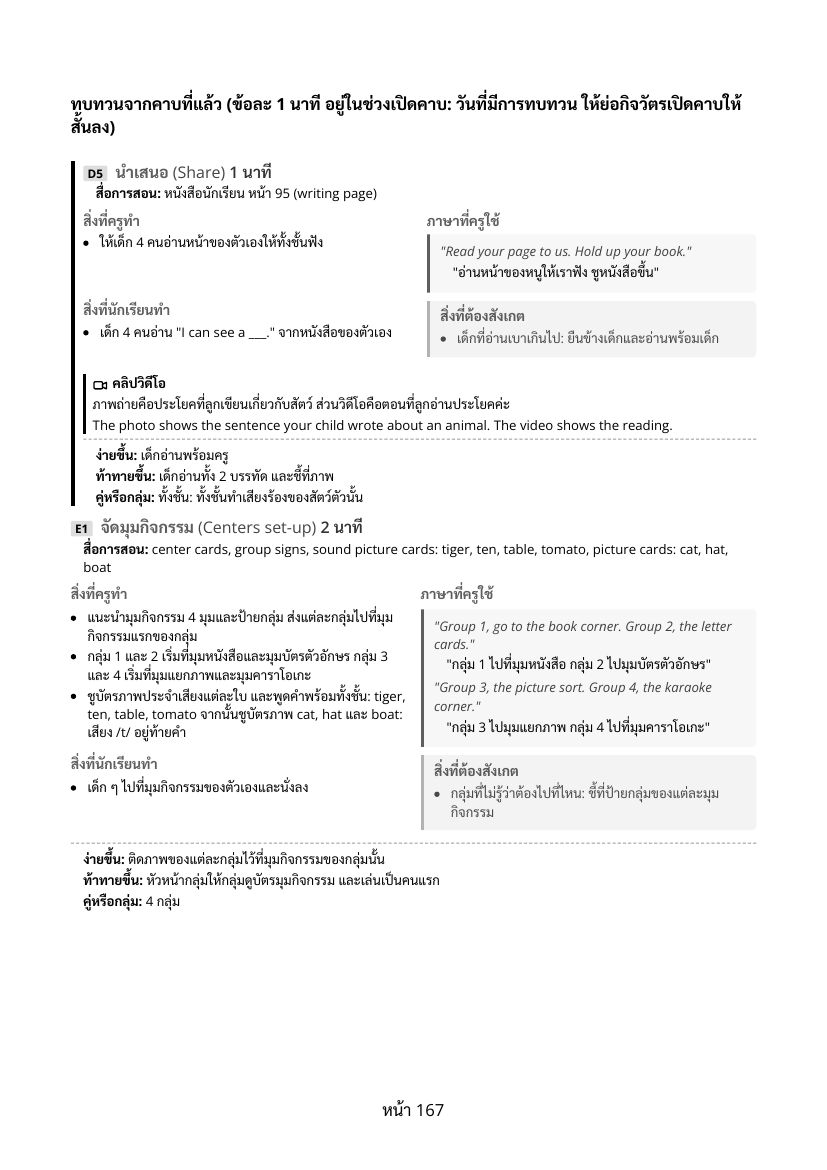 ทบทวนจากคาบที่แล้ว (ข้อละ 1 นาที อยู่ในช่วงเปิดคาบ: วันที่มีการทบทวน ให้ย่อกิจวัตรเปิดคาบให้
สั้นลง)
D5 นำเสนอ (Share) 1 นาที
สื่อการสอน: หนังสือนักเรียน หน้า 95 (writing page)
สิ่งที่ครูทำ
• ให้เด็ก 4 คนอ่านหน้าของตัวเองให้ทั้งชั้นฟัง
ภาษาที่ครูใช้
"Read your page to us. Hold up your book."
"อ่านหน้าของหนูให้เราฟัง ชูหนังสือขึ้น"
สิ่งที่นักเรียนทำ
• เด็ก 4 คนอ่าน "I can see a ___." จากหนังสือของตัวเอง
สิ่งที่ต้องสังเกต
• เด็กที่อ่านเบาเกินไป: ยืนข้างเด็กและอ่านพร้อมเด็ก
คลิปวิดีโอ
ภาพถ่ายคือประโยคที่ลูกเขียนเกี่ยวกับสัตว์ ส่วนวิดีโอคือตอนที่ลูกอ่านประโยคค่ะ
The photo shows the sentence your child wrote about an animal. The video shows the reading.
ง่ายขึ้น: เด็กอ่านพร้อมครู
ท้าทายขึ้น: เด็กอ่านทั้ง 2 บรรทัด และชี้ที่ภาพ
คู่หรือกลุ่ม: ทั้งชั้น: ทั้งชั้นทำเสียงร้องของสัตว์ตัวนั้น
E1 จัดมุมกิจกรรม (Centers set-up) 2 นาที
สื่อการสอน: center cards, group signs, sound picture cards: tiger, ten, table, tomato, picture cards: cat, hat,
boat
สิ่งที่ครูทำ
• แนะนำมุมกิจกรรม 4 มุมและป้ายกลุ่ม ส่งแต่ละกลุ่มไปที่มุม
กิจกรรมแรกของกลุ่ม
• กลุ่ม 1 และ 2 เริ่มที่มุมหนังสือและมุมบัตรตัวอักษร กลุ่ม 3
และ 4 เริ่มที่มุมแยกภาพและมุมคาราโอเกะ
• ชูบัตรภาพประจำเสียงแต่ละใบ และพูดคำพร้อมทั้งชั้น: tiger,
ten, table, tomato จากนั้นชูบัตรภาพ cat, hat และ boat:
เสียง /t/ อยู่ท้ายคำ
ภาษาที่ครูใช้
"Group 1, go to the book corner. Group 2, the letter
cards."
"กลุ่ม 1 ไปที่มุมหนังสือ กลุ่ม 2 ไปมุมบัตรตัวอักษร"
"Group 3, the picture sort. Group 4, the karaoke
corner."
"กลุ่ม 3 ไปมุมแยกภาพ กลุ่ม 4 ไปที่มุมคาราโอเกะ"
สิ่งที่นักเรียนทำ
• เด็ก ๆ ไปที่มุมกิจกรรมของตัวเองและนั่งลง
สิ่งที่ต้องสังเกต
• กลุ่มที่ไม่รู้ว่าต้องไปที่ไหน: ชี้ที่ป้ายกลุ่มของแต่ละมุม
กิจกรรม
ง่ายขึ้น: ติดภาพของแต่ละกลุ่มไว้ที่มุมกิจกรรมของกลุ่มนั้น
ท้าทายขึ้น: หัวหน้ากลุ่มให้กลุ่มดูบัตรมุมกิจกรรม และเล่นเป็นคนแรก
คู่หรือกลุ่ม: 4 กลุ่ม
หน้า 167